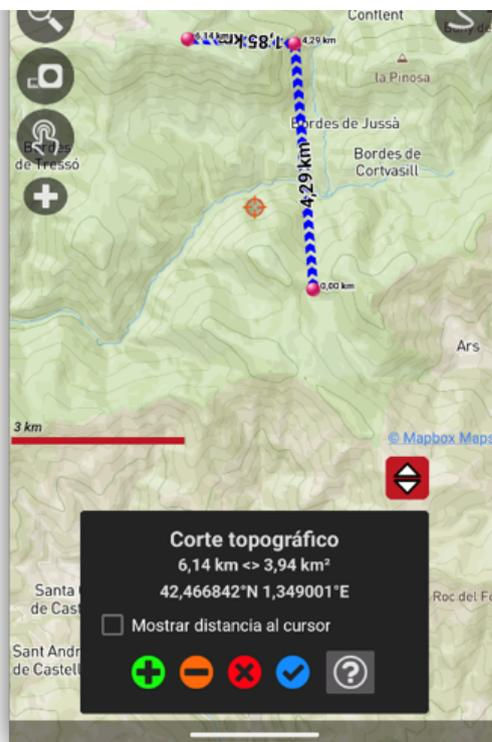 Conflent
6,14 km
1,85 km
4,29 km
la Pinosa
Bordes de Jussà
Bordes
de Tressó
Bordes de
Cortvasill
4,29 km
0,00 km
Ars
3 km
© Mapbox Maps
Corte topográfico
6,14 km <> 3,94 km²
42,466842°N 1,349001°E
Santa
de Cast
Roc del Fo
Mostrar distancia al cursor
Sant Andr
de Castell